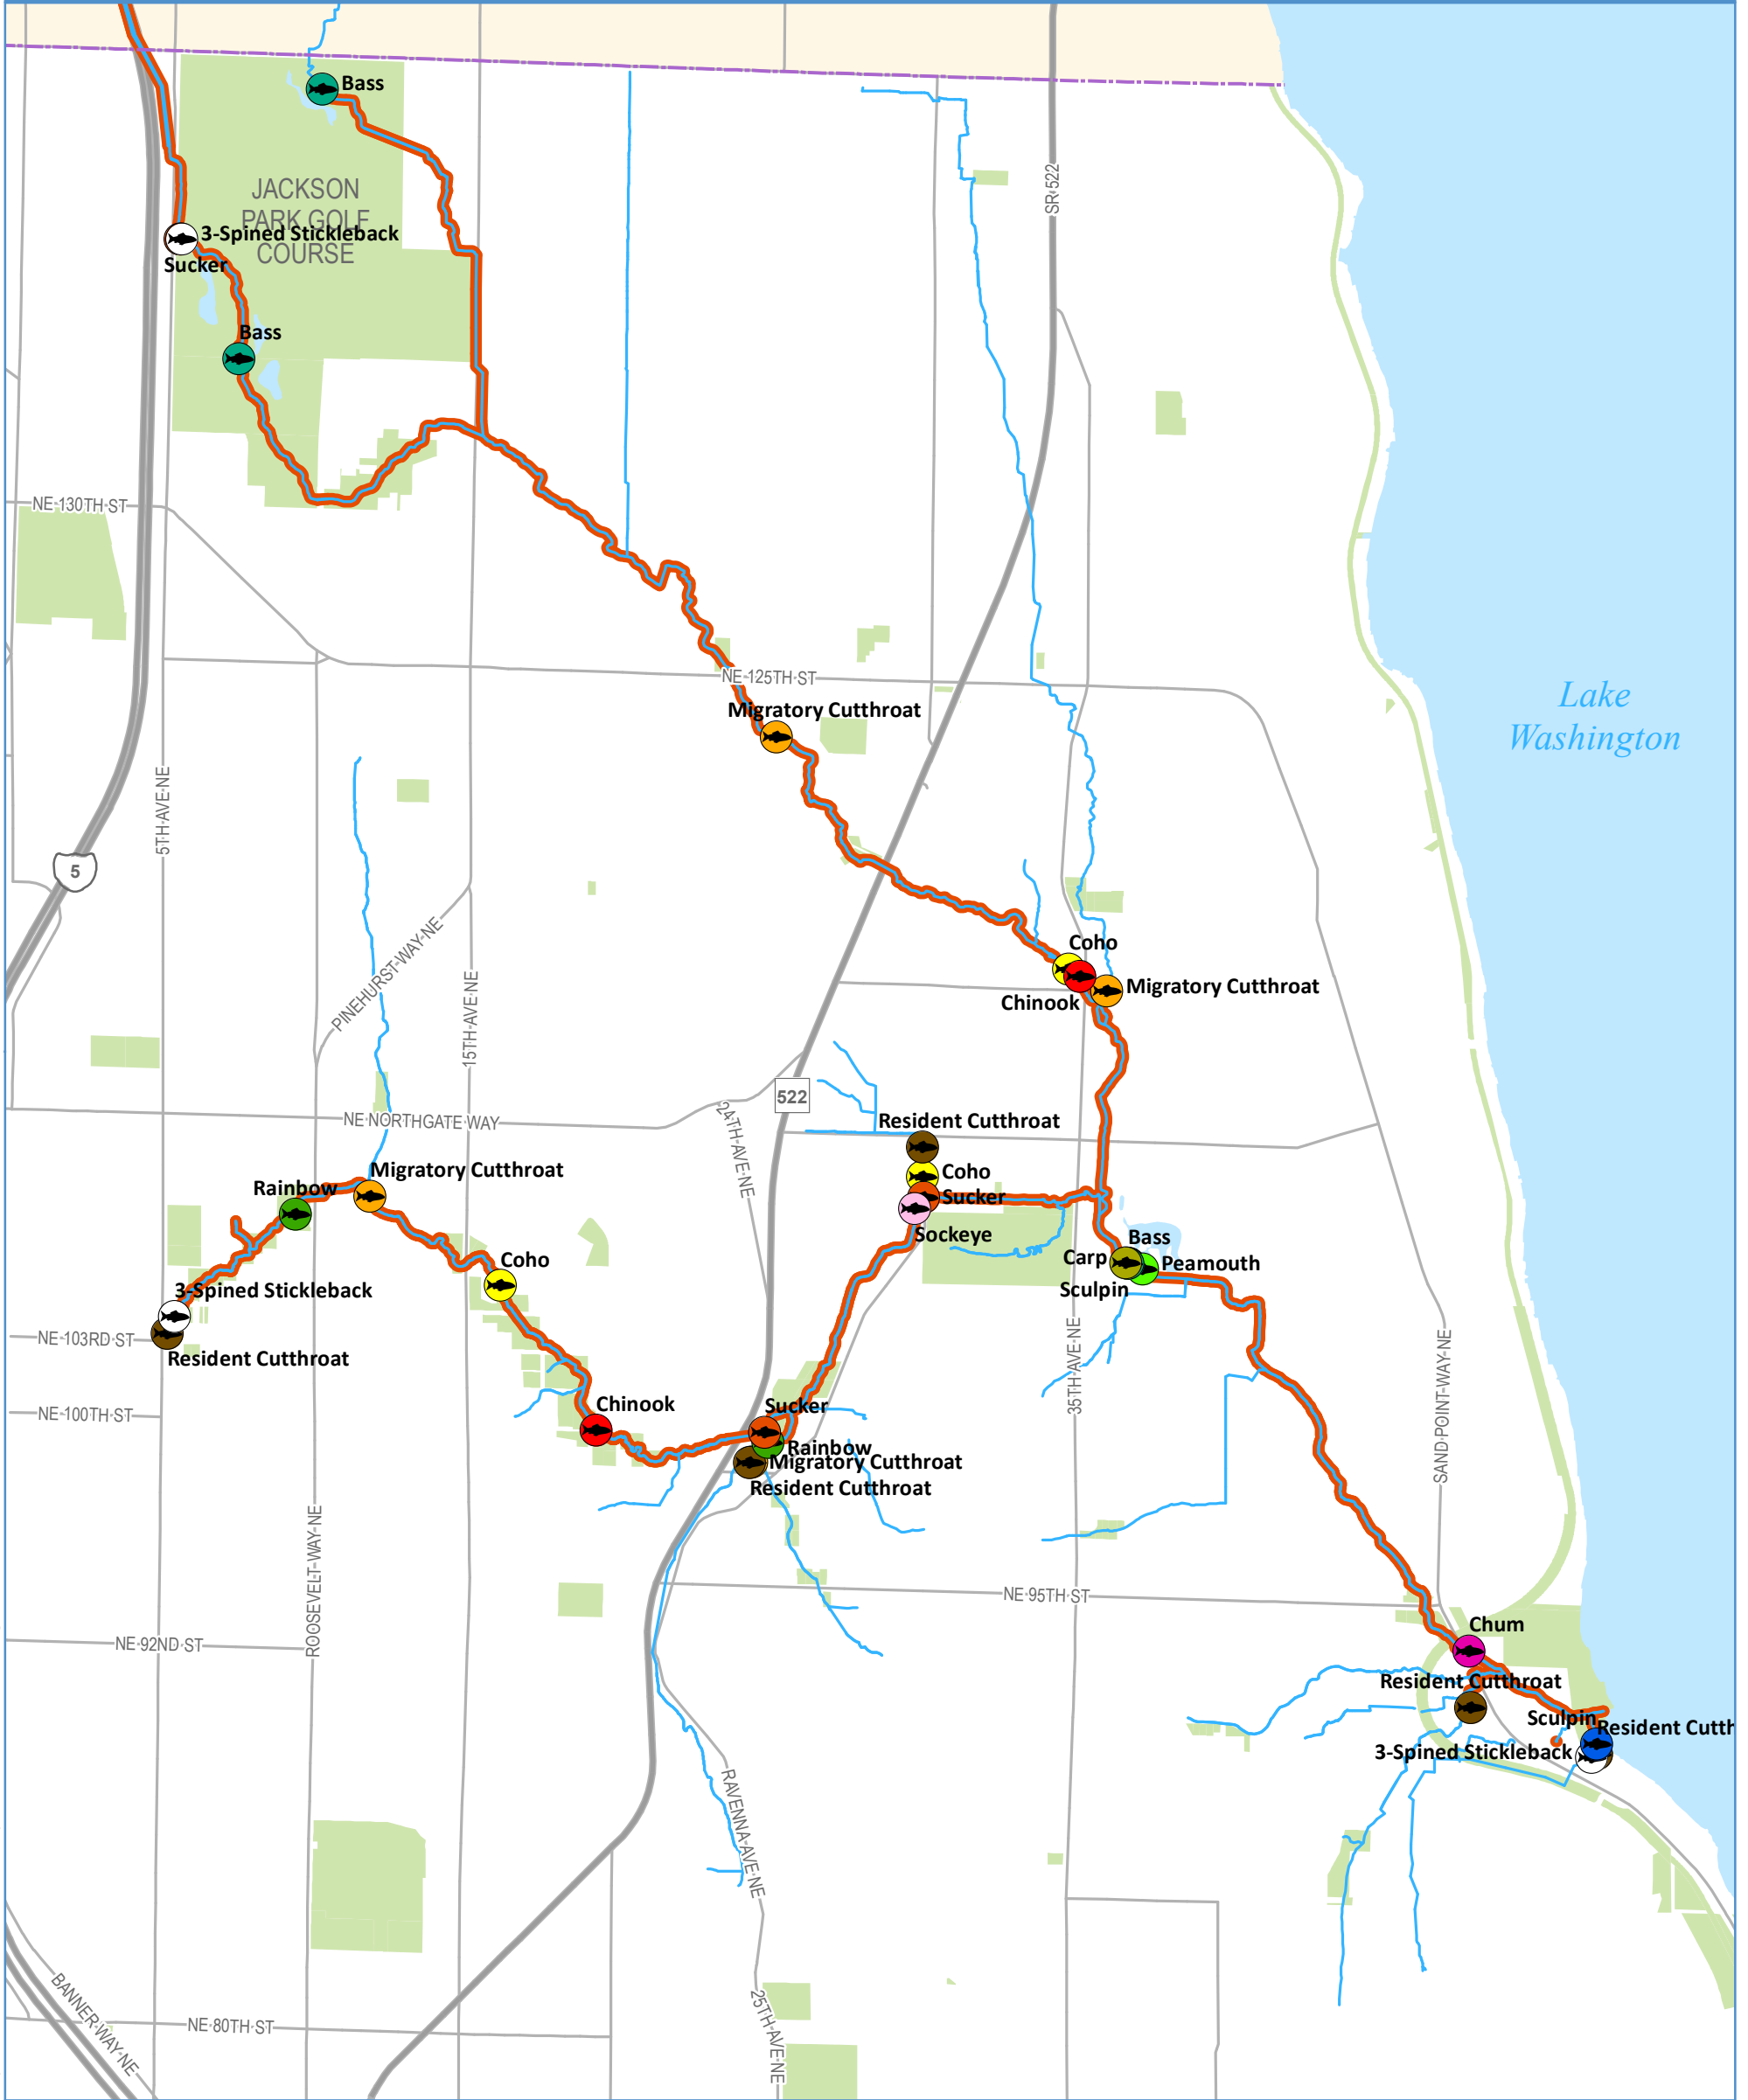 Bass
JACKSON
PARK GOLF
COURSE
SR 522
3-Spined Stickleback
Sucker
Bass
NE 130TH ST
NE 125TH ST
Lake
Washington
Migratory Cutthroat
5TH AVE NE
5
PINEHURST WAY NE
15TH AVE NE
Coho
Chinook
Migratory Cutthroat
522
NE NORTHGATE WAY
24TH AVE NE
Resident Cutthroat
Migratory Cutthroat
Coho
Rainbow
Sucker
Sockeye
Bass
Carp
Peamouth
Coho
Sculpin
3-Spined Stickleback
NE 103RD ST
Resident Cutthroat
35TH AVE NE
SAND POINT WAY NE
NE 100TH ST
Chinook
Sucker
Rainbow
Migratory Cutthroat
Resident Cutthroat
ROOSEVELT WAY NE
NE 95TH ST
NE 92ND ST
Chum
Resident Cutthroat
Sculpin
Resident Cutth
3-Spined Stickleback
RAVENNA AVE NE
BANNER WAY NE
NE 80TH ST
25TH AVE NE